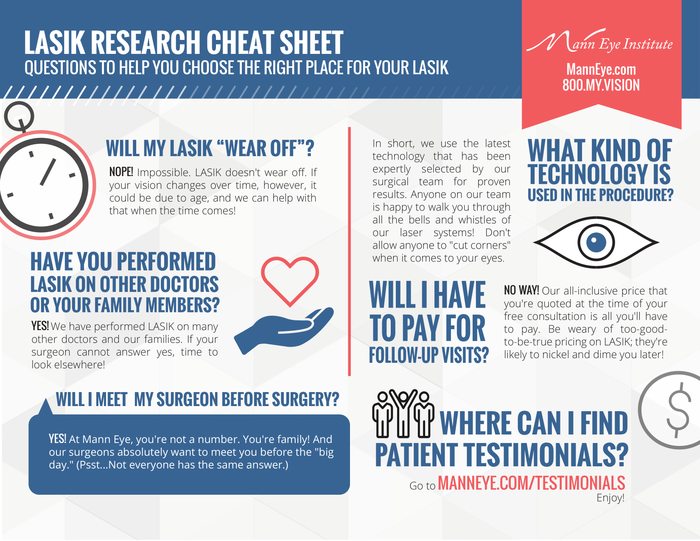 LASIK RESEARCH CHEAT SHEET
QUESTIONS TO HELP YOU CHOOSE THE RIGHT PLACE FOR YOUR LASIK
Mann Eye Institute
MannEye.com
800.MY.VISION
WILL MY LASIK “WEAR OFF”?
NOPE! Impossible. LASIK doesn't wear off. If
your vision changes over time, however, it
could be due to age, and we can help with
that when the time comes!
HAVE YOU PERFORMED
LASIK ON OTHER DOCTORS
OR YOUR FAMILY MEMBERS?
YES! We have performed LASIK on many
other doctors and our families. If your
surgeon cannot answer yes, time to
look elsewhere!
WILL I MEET MY SURGEON BEFORE SURGERY?
YES! At Mann Eye, you're not a number. You're family! And
our surgeons absolutely want to meet you before the "big
day." (Psst...Not everyone has the same answer.)
WHAT KIND OF
TECHNOLOGY IS
USED IN THE PROCEDURE?
In short, we use the latest
technology that has been
expertly selected by our
surgical team for proven
results. Anyone on our team
is happy to walk you through
all the bells and whistles of
our laser systems! Don't
allow anyone to "cut corners"
when it comes to your eyes.
WILL I HAVE
TO PAY FOR
FOLLOW-UP VISITS?
NO WAY! Our all-inclusive price that
you're quoted at the time of your
free consultation is all you'll have
to pay. Be weary of too-good-
to-be-true pricing on LASIK; they're
likely to nickel and dime you later!
$
WHERE CAN I FIND
PATIENT TESTIMONIALS?
Go to MANNEYE.COM/TESTIMONIALS
Enjoy!